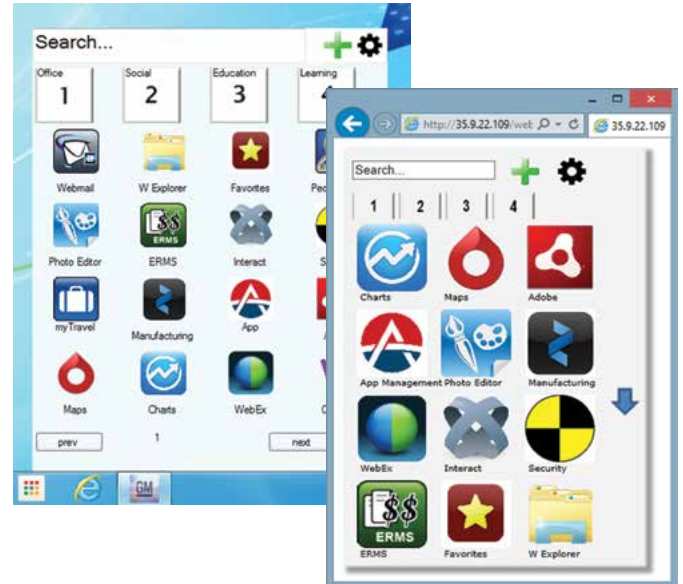 Search...
Office Social Education Learning
1 2 3
Webmail W Explorer Favorites
$$
ERMS
Photo Editor ERMS Interact
myTravel Manufacturing App
Maps Charts WebEx
prev 1 next
GM
http://35.9.22.109/web 35.9.22.109
Search...
1 2 3 4
Charts Maps Adobe
App Management Photo Editor Manufacturing
WebEx Interact Security
$$
ERMS
ERMS Favorites W Explorer